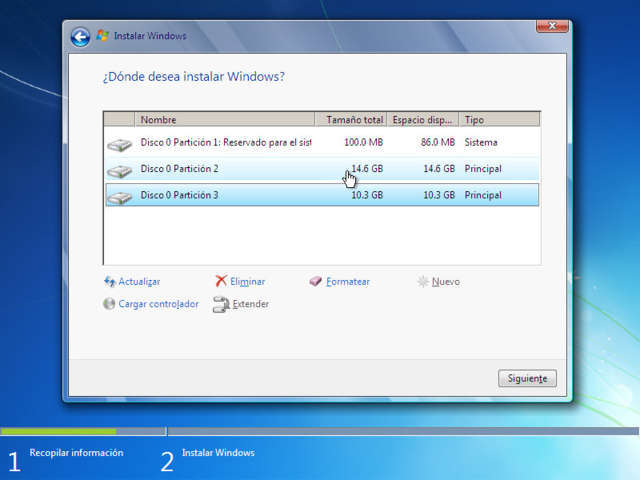 Instalar Windows
¿Dónde desea instalar Windows?
Nombre Tamaño total Espacio disp... Tipo
Disco 0 Partición 1: Reservado para el sist 100.0 MB 86.0 MB Sistema
Disco 0 Partición 2 14.6 GB 14.6 GB Principal
Disco 0 Partición 3 10.3 GB 10.3 GB Principal
Actualizar Eliminar Formatear Nuevo
Cargar controlador Extender
Siguiente
1 Recopilar información 2 Instalar Windows